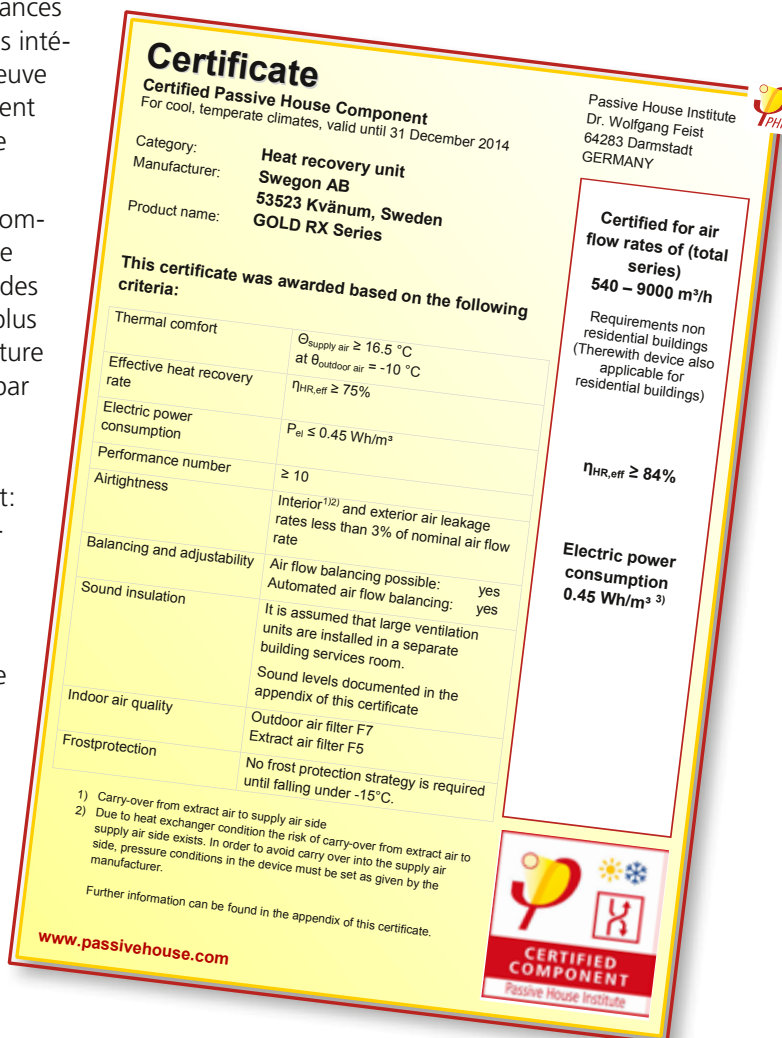 ances
s inté-
euve
ent
e
om-
e
des
plus
ture
par
t:
-
e
Certificate
Certified Passive House Component
For cool, temperate climates, valid until 31 December 2014
Category: Heat recovery unit
Manufacturer: Swegon AB
53523 Kvänum, Sweden
Product name: GOLD RX Series
This certificate was awarded based on the following
criteria:
Thermal comfort
Θsupply air ≥ 16.5 °C
at θoutdoor air = -10 °C
Effective heat recovery
rate
ηHR,eff ≥ 75%
Electric power
consumption
Pel ≤ 0.45 Wh/m³
Performance number
≥ 10
Airtightness
Interior1)2) and exterior air leakage
rates less than 3% of nominal air flow
rate
Balancing and adjustability
Air flow balancing possible: yes
Automated air flow balancing: yes
Sound insulation
It is assumed that large ventilation
units are installed in a separate
building services room.
Sound levels documented in the
appendix of this certificate
Indoor air quality
Outdoor air filter F7
Extract air filter F5
Frostprotection
No frost protection strategy is required
until falling under -15°C.
1) Carry-over from extract air to supply air side
2) Due to heat exchanger condition the risk of carry-over from extract air to
supply air side exists. In order to avoid carry over into the supply air
side, pressure conditions in the device must be set as given by the
manufacturer.
Further information can be found in the appendix of this certificate.
www.passivehouse.com
Passive House Institute
Dr. Wolfgang Feist
64283 Darmstadt
GERMANY
PHI
Certified for air
flow rates of (total
series)
540 – 9000 m³/h
Requirements non
residential buildings
(Therewith device also
applicable for
residential buildings)
ηHR,eff ≥ 84%
Electric power
consumption
0.45 Wh/m³ 3)
CERTIFIED
COMPONENT
Passive House Institute